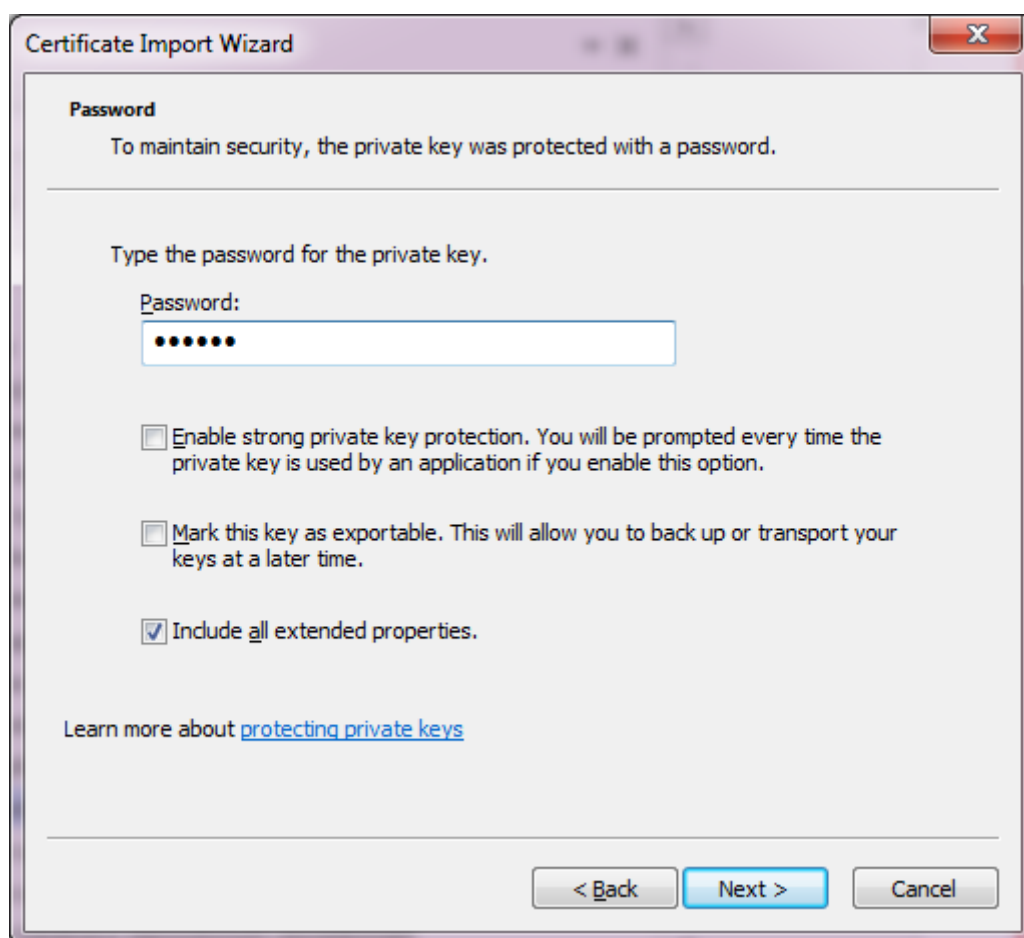 Certificate Import Wizard
Password
To maintain security, the private key was protected with a password.
Type the password for the private key.
Password:
••••••
Enable strong private key protection. You will be prompted every time the
private key is used by an application if you enable this option.
Mark this key as exportable. This will allow you to back up or transport your
keys at a later time.
Include all extended properties.
Learn more about protecting private keys
< Back
Next >
Cancel